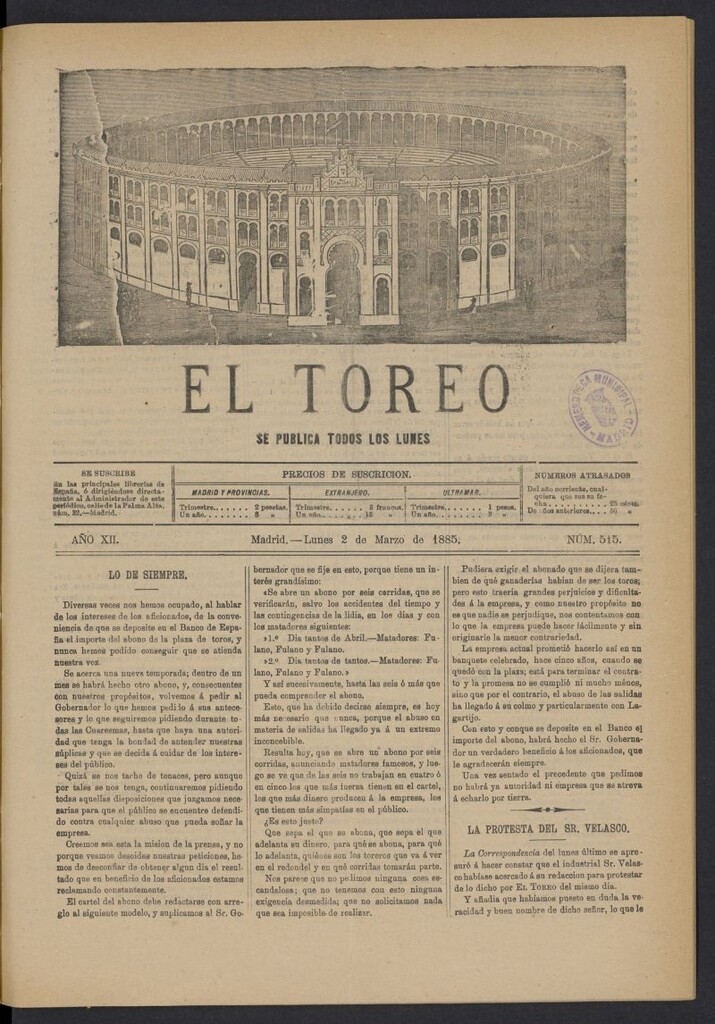 EL TOREO
SE PUBLICA TODOS LOS LUNES
HEMEROTECA MUNICIPAL
MADRID
SE SUSCRIBE
En las principales librerías de
España, ó dirigiéndose directa-
mente al Administrador de este
periódico, calle de la Palma Alta,
núm. 32.—Madrid.
PRECIOS DE SUSCRICION.
MADRID Y PROVINCIAS.
Trimestre...... 2 pesetas.
Un año........ 8 »
EXTRANJERO.
Trimestre...... 5 francos.
Un año........ 15 »
ULTRAMAR.
Trimestre...... 1 pesos.
Un año........ 3 »
NÚMEROS ATRASADOS
Del año corriente, cual-
quiera que sea su fe-
cha........... 25 cénts.
De años anteriores... 50 »
AÑO XII.
Madrid.—Lunes 2 de Marzo de 1885.
NÚM. 515.
LO DE SIEMPRE.
Diversas veces nos hemos ocupado, al hablar
de los intereses de los aficionados, de la conve-
niencia de que se deposite en el Banco de Espa-
ña el importe del abono de la plaza de toros, y
nunca hemos podido conseguir que se atienda
nuestra voz.
Se acerca una nueva temporada; dentro de un
mes se habrá hecho otro abono, y, consecuentes
con nuestros propósitos, volvemos á pedir al
Gobernador lo que hemos pedido á sus antece-
sores y lo que seguiremos pidiendo durante to-
das las Cuaresmas, hasta que haya una autori-
dad que tenga la bondad de antender nuestras
súplicas y que se decida á cuidar de los intere-
ses del público.
Quizá se nos tache de tenaces, pero aunque
por tales se nos tenga, continuaremos pidiendo
todas aquellas disposiciones que juzgamos nece-
sarias para que el público se encuentre defendi-
do contra cualquier abuso que pueda soñar la
empresa.
Creemos sea esta la mision de la prensa, y no
porque veamos desoidas nuestras peticiones, he-
mos de desconfiar de obtener algun dia el resul-
tado que en beneficio de los aficionados estamos
reclamando constantemente.
El cartel del abono debe redactarse con arre-
glo al siguiente modelo, y suplicamos al Sr. Go-
bernador que se fije en esto, porque tiene un in-
terés grandísimo:
«Se abre un abono por seis corridas, que se
verificarán, salvo los accidentes del tiempo y
las contingencias de la lidia, en los dias y con
los matadores siguientes:
»1.º Dia tantos de Abril.—Matadores: Fu-
lano, Fulano y Fulano.
»2.º Dia tantos de tantos.—Matadores: Fu-
lano, Fulano y Fulano.»
Y así sucesivamente, hasta las seis ó más que
pueda comprender el abono.
Esto, que ha debido decirse siempre, es hoy
más necesario que nunca, porque el abuso en
materia de salidas ha llegado ya á un extremo
inconcebible.
Resulta hoy, que se abre un abono por seis
corridas, anunciando matadores famosos, y lue-
go se ve que de las seis no trabajan en cuatro ó
en cinco los que más fuerza tienen en el cartel,
los que más dinero producen á la empresa, los
que tienen más simpatías en el público.
¿Es esto justo?
Que sepa el que se abona, que sepa el que
adelanta su dinero, para qué se abona, para qué
lo adelanta, quiénes son los toreros que va á ver
en el redondel y en qué corridas tomarán parte.
Nos parece que no pedimos ninguna cosa es-
candalosa; que no tenemos con esto ninguna
exigencia desmedida; que no solicitamos nada
que sea imposible de realizar.
Pudiera exigir el abonado que se dijera tam-
bien de qué ganaderías habian de ser los toros;
pero esto traeria grandes perjuicios y dificulta-
des á la empresa, y como nuestro propósito no
es que nadie se perjudique, nos contentamos con
lo que la empresa puede hacer fácilmente y sin
originarle la menor contrariedad.
La empresa actual prometió hacerlo así en un
banquete celebrado, hace cinco años, cuando se
quedó con la plaza; está para terminar el contra-
to y la promesa no se cumplió ni mucho ménos,
sino que por el contrario, el abuso de las salidas
ha llegado á su colmo y particularmente con La-
gartijo.
Con esto y conque se deposite en el Banco el
importe del abono, habrá hecho el Sr. Goberna-
dor un verdadero beneficio á los aficionados, que
le agradecerán siempre.
Una vez sentado el precedente que pedimos
no habrá ya autoridad ni empresa que se atreva
á echarlo por tierra.
LA PROTESTA DEL SR. VELASCO.
La Correspondencia del lunes último se apre-
suró á hacer constar que el industrial Sr. Velas-
co habíase acercado á su redaccion para protestar
de lo dicho por EL TOREO del mismo dia.
Y añadia que habíamos puesto en duda la ve-
racidad y buen nombre de dicho señor, lo que le